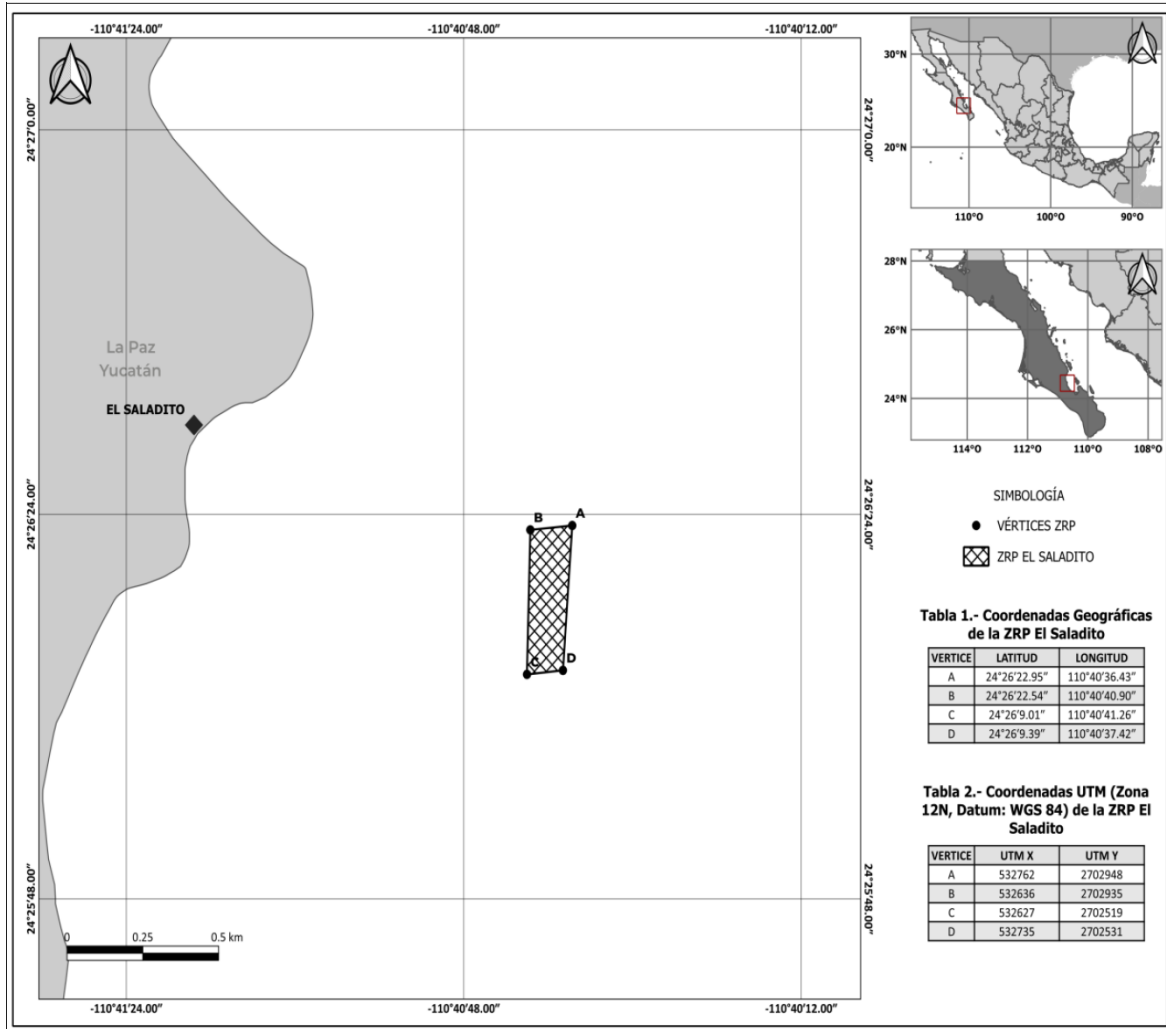 -110°41′24.00″
-110°40′48.00″
-110°40′12.00″
24°27′0.00″
24°27′0.00″
La Paz
Yucatán
EL SALADITO
24°26′24.00″
24°26′24.00″
B
A
C
D
24°25′48.00″
24°25′48.00″
0
0.25
0.5 km
-110°41′24.00″
-110°40′48.00″
-110°40′12.00″
30°N
20°N
110°O
100°O
90°O
28°N
26°N
24°N
114°O
112°O
110°O
108°O
SIMBOLOGÍA
VÉRTICES ZRP
ZRP EL SALADITO
Tabla 1.- Coordenadas Geográficas
de la ZRP El Saladito
VERTICE LATITUD LONGITUD
A 24°26′22.95″ 110°40′36.43″
B 24°26′22.54″ 110°40′40.90″
C 24°26′9.01″ 110°40′41.26″
D 24°26′9.39″ 110°40′37.42″
Tabla 2.- Coordenadas UTM (Zona
12N, Datum: WGS 84) de la ZRP El
Saladito
VERTICE UTM X UTM Y
A 532762 2702948
B 532636 2702935
C 532627 2702519
D 532735 2702531